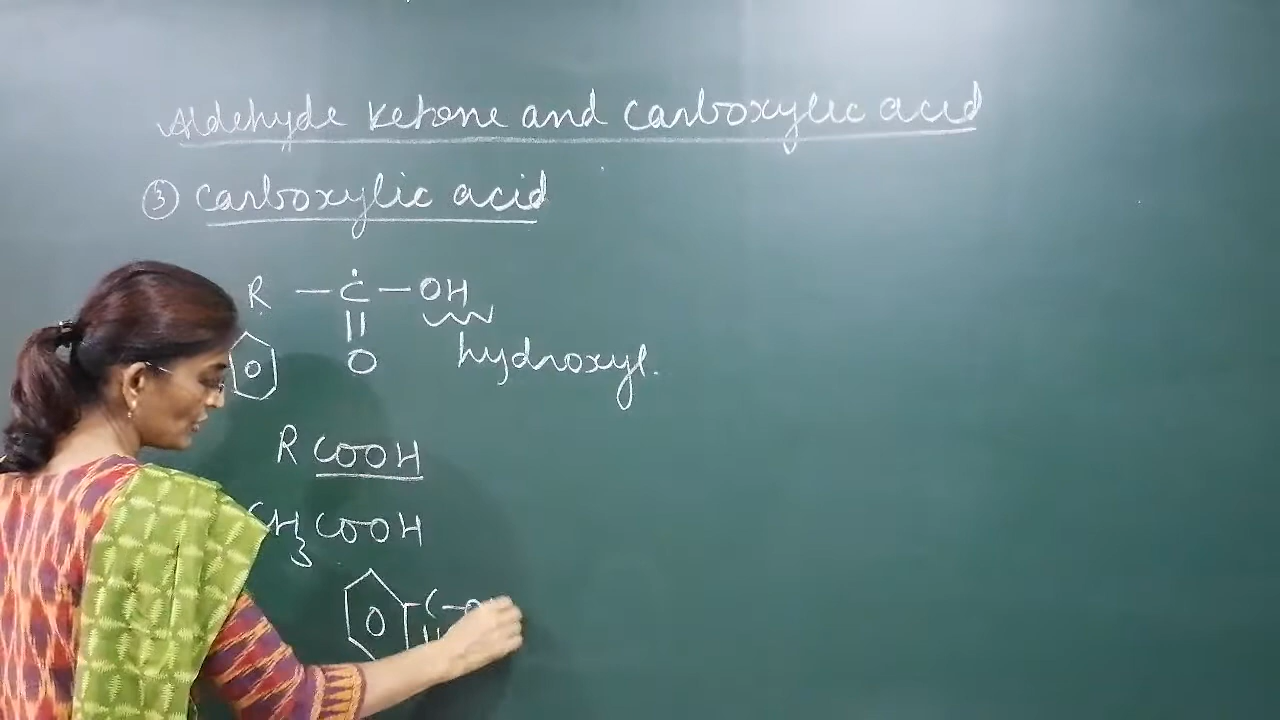 Aldehyde ketone and carboxylic acid
③ carboxylic acid
R — C — OH
||
O
hydroxyl.
R COOH
CH3 COOH
C — O
||